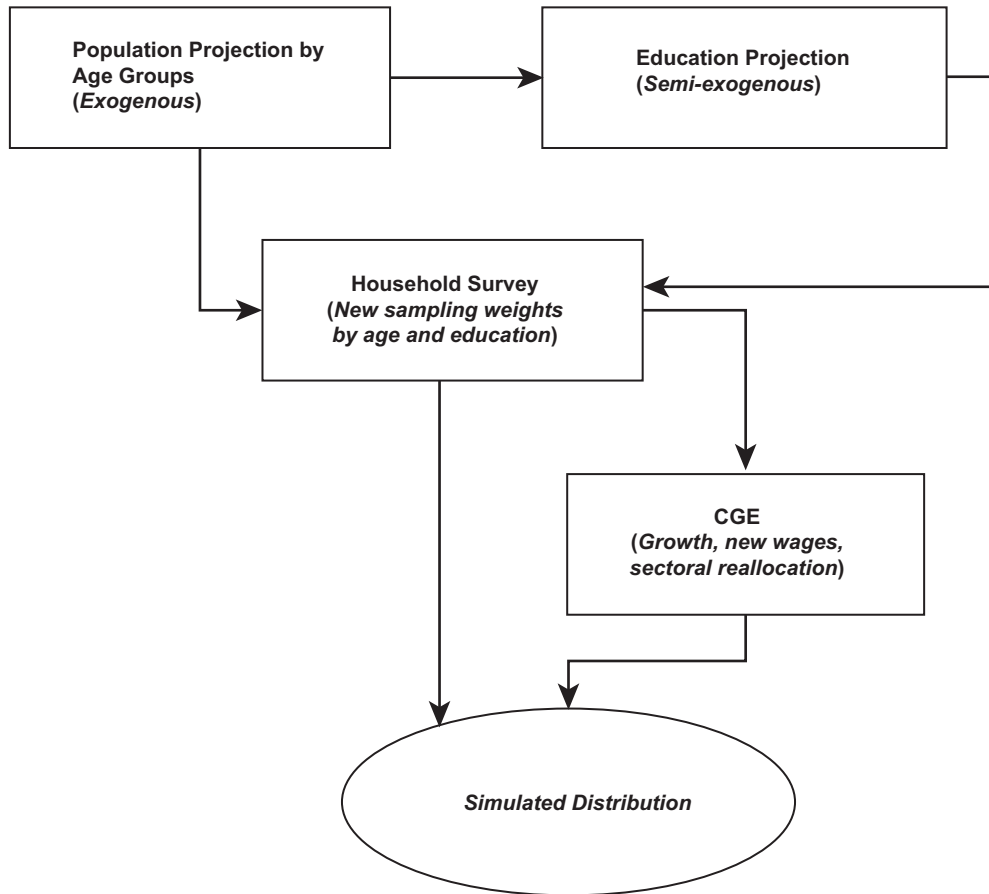 Population Projection by
Age Groups
(Exogenous)
Education Projection
(Semi-exogenous)
Household Survey
(New sampling weights
by age and education)
CGE
(Growth, new wages,
sectoral reallocation)
Simulated Distribution